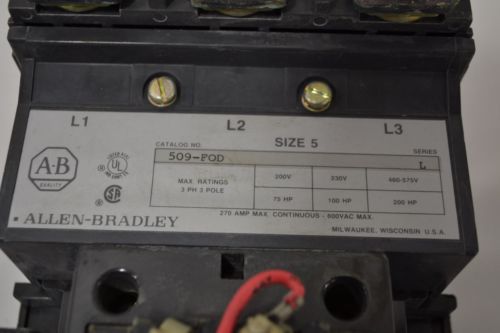 L1 L2 L3
CATALOG NO. SIZE 5 SERIES
509-FOD L
A-B
QUALITY
UL
MAX RATINGS 200V 230V 460-575V
3 PH 3 POLE 75 HP 100 HP 200 HP
ALLEN-BRADLEY
270 AMP MAX. CONTINUOUS - 600VAC MAX.
MILWAUKEE, WISCONSIN U.S.A.